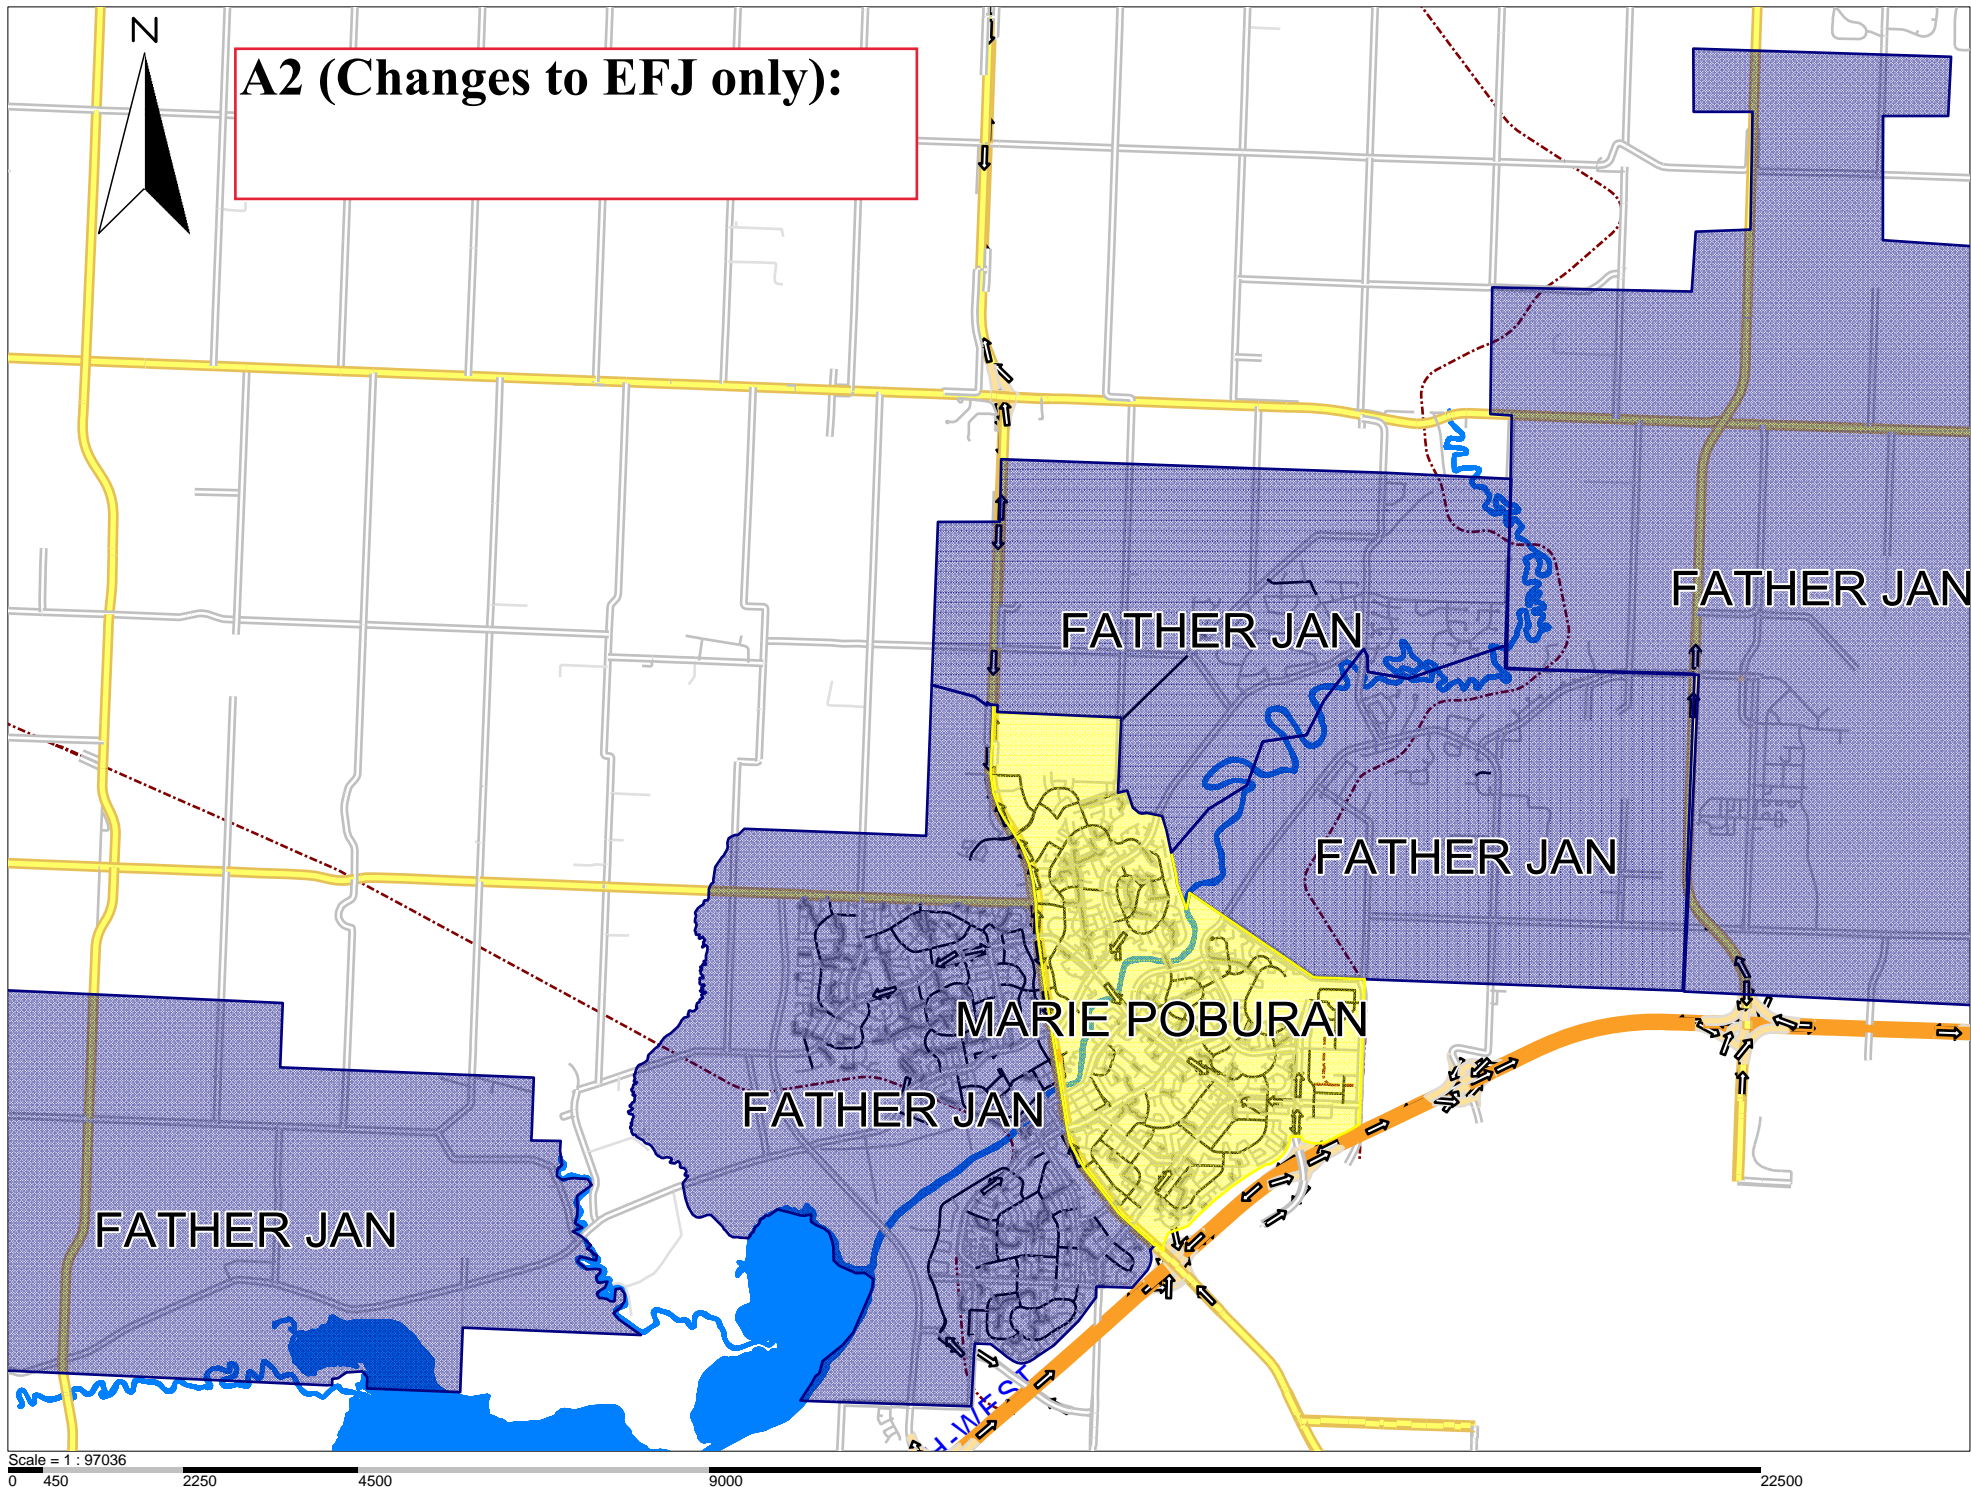 N
A2 (Changes to EFJ only):
FATHER JAN
FATHER JAN
FATHER JAN
MARIE POBURAN
FATHER JAN
FATHER JAN
H-WEST
Scale = 1 : 97036
0 450 2250 4500 9000 22500